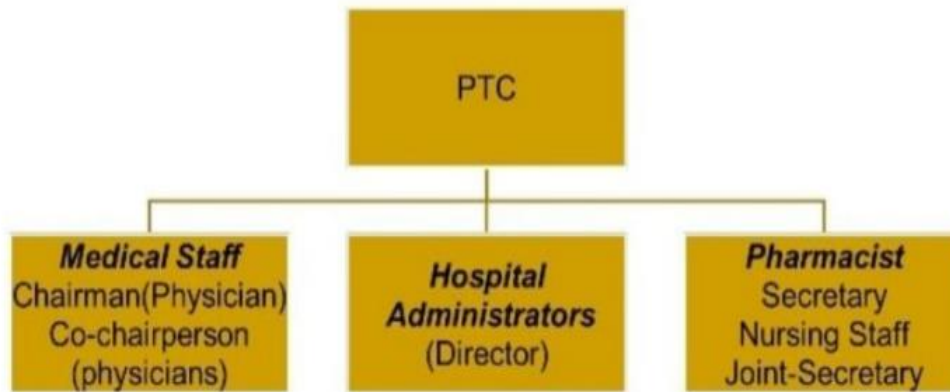 PTC
Medical Staff
Chairman(Physician)
Co-chairperson
(physicians)
Hospital
Administrators
(Director)
Pharmacist
Secretary
Nursing Staff
Joint-Secretary